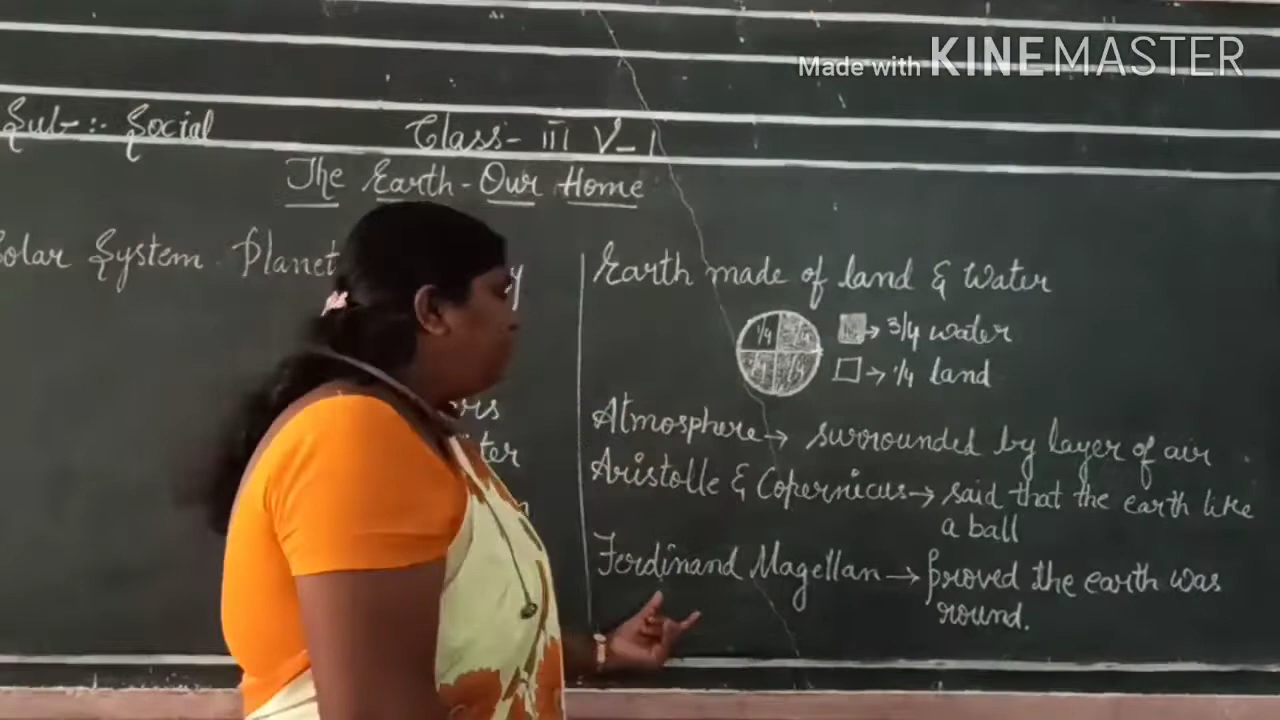 Made with KINEMASTER
Sub-:- Social
Class- III V-1
The Earth-Our Home
Solar System Planet
Earth made of land & Water
1/4
→ 3/4 water
→ 1/4 land
Atmosphere → surrounded by layer of air
Aristolle & Copernicus → said that the earth like
a ball
Ferdinand Magellan → proved the earth was
round.